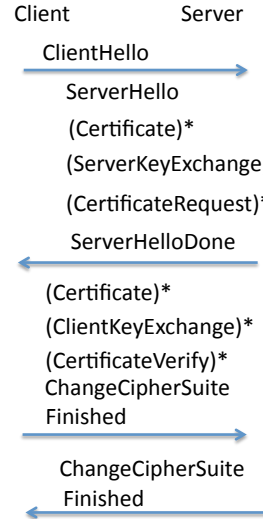 Client Server
ClientHello
ServerHello
(Certificate)*
(ServerKeyExchange
(CertificateRequest)*
ServerHelloDone
(Certificate)*
(ClientKeyExchange)*
(CertificateVerify)*
ChangeCipherSuite
Finished
ChangeCipherSuite
Finished